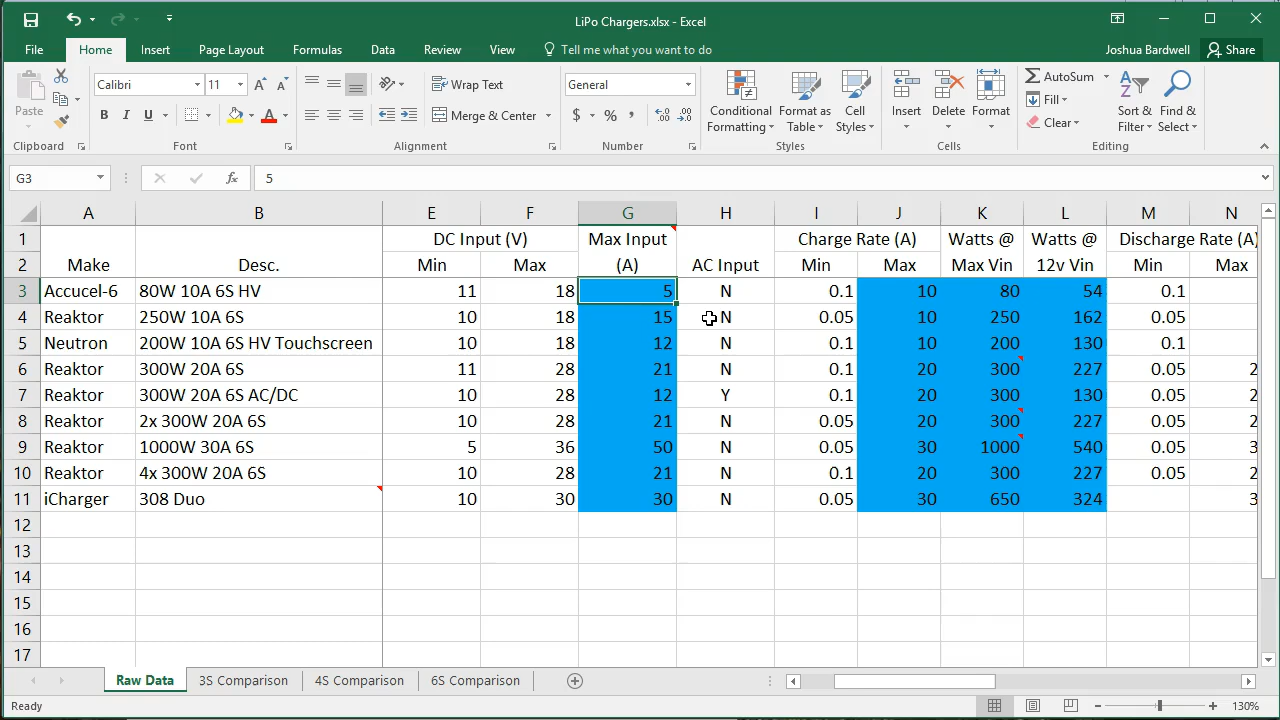 LiPo Chargers.xlsx - Excel
File Home Insert Page Layout Formulas Data Review View Tell me what you want to do Joshua Bardwell Share
Paste Calibri 11 A A Wrap Text General Conditional Formatting Format as Table Cell Styles Insert Delete Format AutoSum Sort & Filter Find & Select
B I U A Merge & Center $ % , Fill
Clear
Clipboard Font Alignment Number Styles Cells Editing
G3 fx 5
A B E F G H I J K L M N
1 DC Input (V) Max Input Charge Rate (A) Watts @ Watts @ Discharge Rate (A)
2 Make Desc. Min Max (A) AC Input Min Max Max Vin 12v Vin Min Max
3 Accucel-6 80W 10A 6S HV 11 18 5 N 0.1 10 80 54 0.1
4 Reaktor 250W 10A 6S 10 18 15 N 0.05 10 250 162 0.05
5 Neutron 200W 10A 6S HV Touchscreen 10 18 12 N 0.1 10 200 130 0.1
6 Reaktor 300W 20A 6S 11 28 21 N 0.1 20 300 227 0.05 2
7 Reaktor 300W 20A 6S AC/DC 10 28 12 Y 0.1 20 300 130 0.05 2
8 Reaktor 2x 300W 20A 6S 10 28 21 N 0.05 20 300 227 0.05 2
9 Reaktor 1000W 30A 6S 5 36 50 N 0.05 30 1000 540 0.05 3
10 Reaktor 4x 300W 20A 6S 10 28 21 N 0.1 20 300 227 0.05 2
11 iCharger 308 Duo 10 30 30 N 0.05 30 650 324 3
12
13
14
15
16
17
Raw Data 3S Comparison 4S Comparison 6S Comparison
Ready 130%